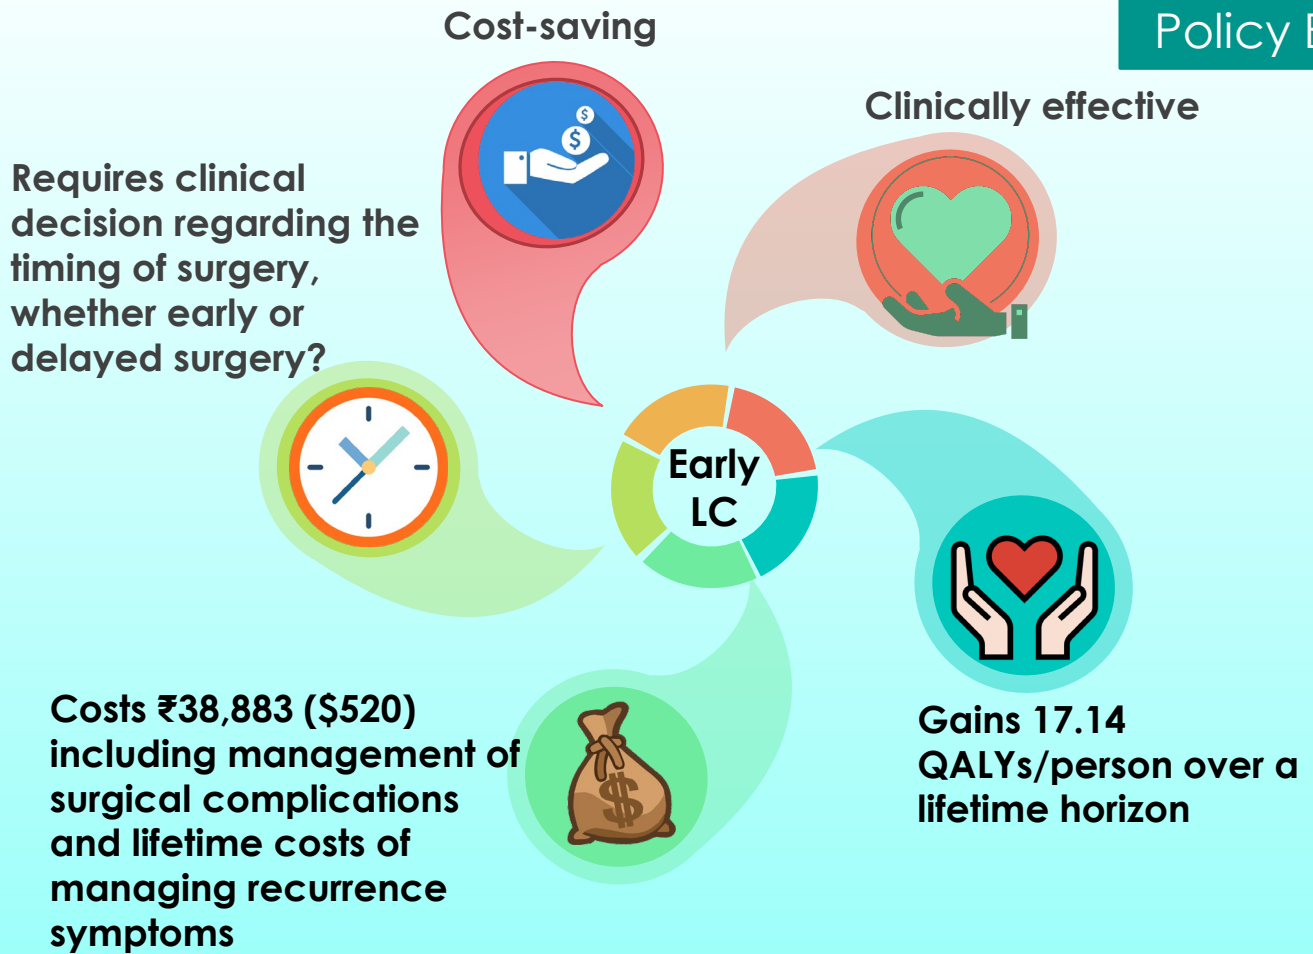 Cost-saving
Policy
Clinically effective
Requires clinical
decision regarding the
timing of surgery,
whether early or
delayed surgery?
Early
LC
Costs ₹38,883 ($520)
including management of
surgical complications
and lifetime costs of
managing recurrence
symptoms
Gains 17.14
QALYs/person over a
lifetime horizon